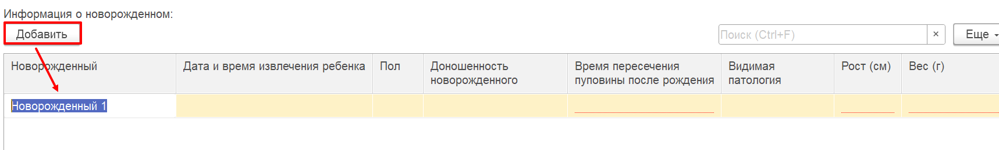 Информация о новорожденном:
Добавить
Поиск (Ctrl+F)
×
Еще
Новорожденный
Дата и время извлечения ребенка
Пол
Доношенность
новорожденного
Время пересечения
пуповины после рождения
Видимая
патология
Рост (см)
Вес (г)
Новорожденный 1